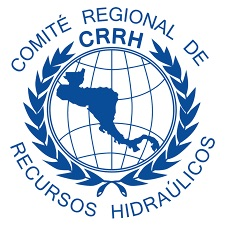 COMITÉ REGIONAL DE
CRRH
RECURSOS HIDRAÚLICOS